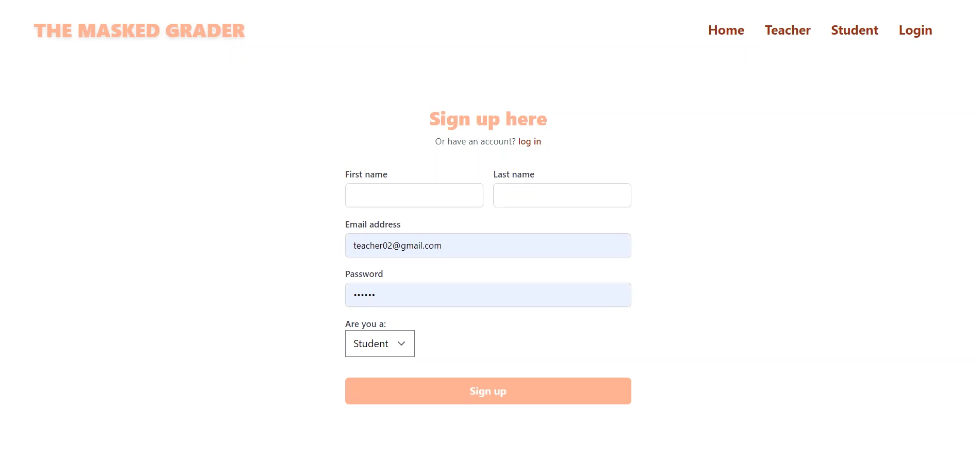 THE MASKED GRADER
Home Teacher Student Login
Sign up here
Or have an account? log in
First name Last name
Email address
teacher02@gmail.com
Password
••••••
Are you a:
Student
Sign up